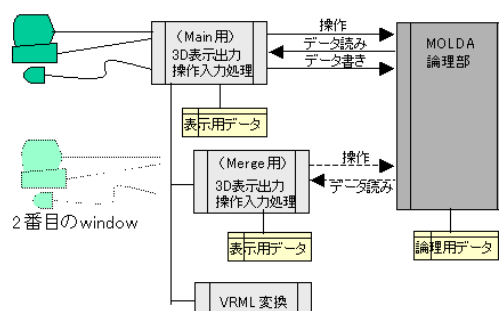 (Main用)
3D表示出力
操作入力処理
操作
データ読み
データ書き
MOLDA
論理部
表示用データ
(Merge用)
3D表示出力
操作入力処理
操作
データ読み
2番目のwindow
表示用データ
論理用データ
VRML変換